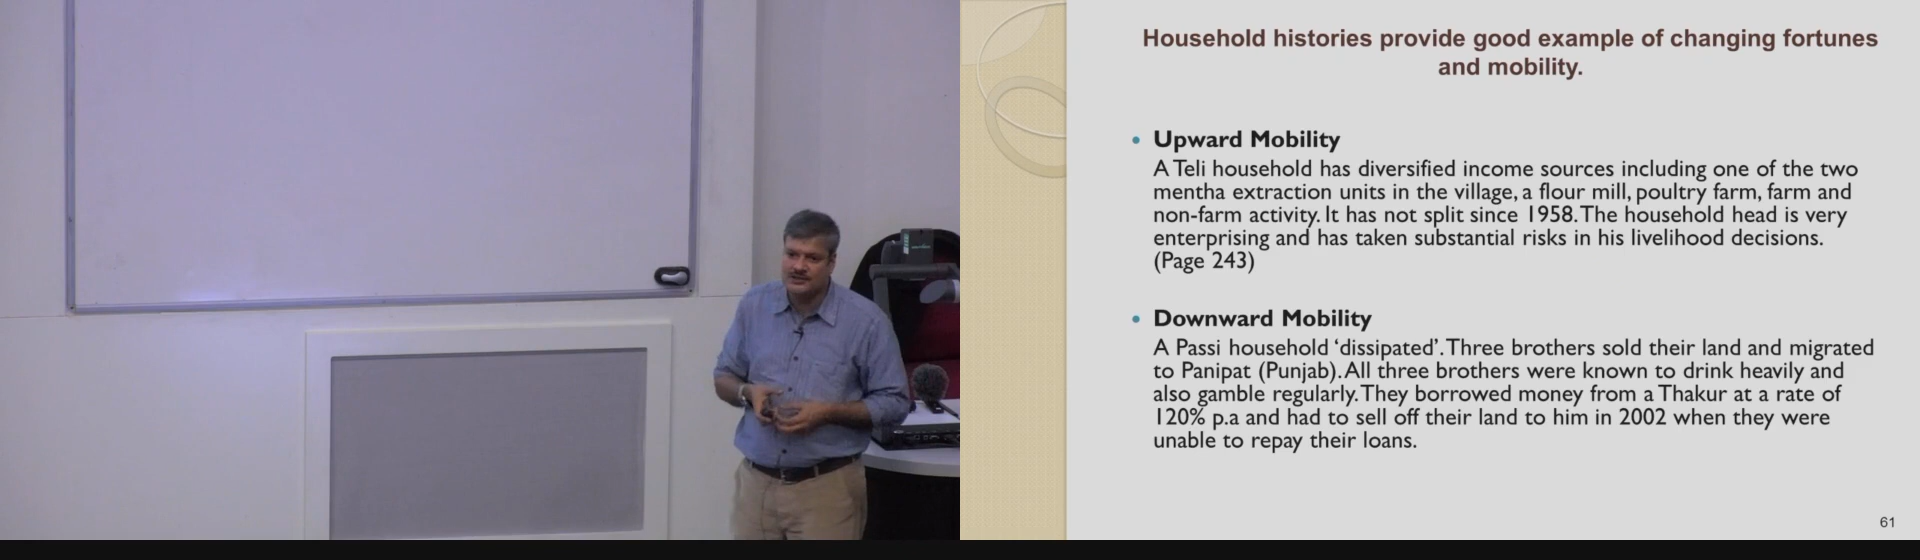 Household histories provide good example of changing fortunes
and mobility.
• Upward Mobility
A Teli household has diversified income sources including one of the two
mentha extraction units in the village, a flour mill, poultry farm, farm and
non-farm activity. It has not split since 1958. The household head is very
enterprising and has taken substantial risks in his livelihood decisions.
(Page 243)
• Downward Mobility
A Passi household ‘dissipated’. Three brothers sold their land and migrated
to Panipat (Punjab). All three brothers were known to drink heavily and
also gamble regularly. They borrowed money from a Thakur at a rate of
120% p.a and had to sell off their land to him in 2002 when they were
unable to repay their loans.
61